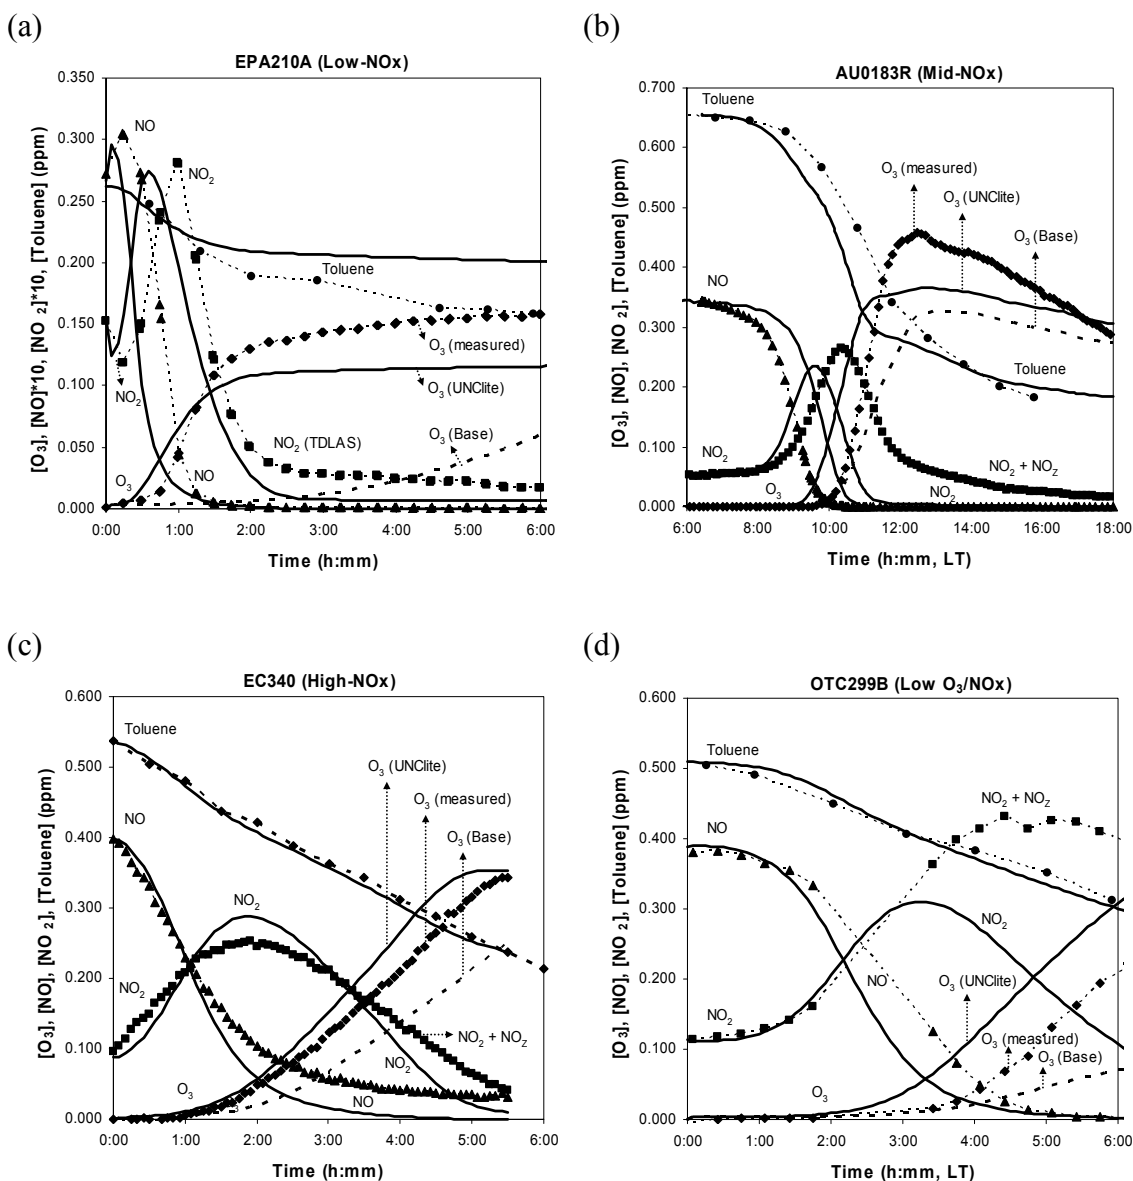 (a)
EPA210A (Low-NOx)
[O3], [NO]*10, [NO 2]*10, [Toluene] (ppm)
0.350
0.300
0.250
0.200
0.150
0.100
0.050
0.000
NO
NO2
Toluene
O3 (measured)
O3 (UNClite)
NO2
O3 (Base)
NO2 (TDLAS)
NO
O3
0:00 1:00 2:00 3:00 4:00 5:00 6:00
Time (h:mm)
(b)
AU0183R (Mid-NOx)
[O3], [NO], [NO 2], [Toluene] (ppm)
0.700
0.600
0.500
0.400
0.300
0.200
0.100
0.000
Toluene
O3 (measured)
O3 (UNClite)
O3 (Base)
NO
Toluene
NO2
NO2 + NOZ
O3
NO2
6:00 8:00 10:00 12:00 14:00 16:00 18:00
Time (h:mm, LT)
(c)
EC340 (High-NOx)
[O3], [NO], [NO 2], [Toluene] (ppm)
0.600
0.500
0.400
0.300
0.200
0.100
0.000
Toluene
O3 (UNClite)
O3 (measured)
O3 (Base)
NO
NO2
NO2
NO2 + NOZ
NO2
O3
NO
0:00 1:00 2:00 3:00 4:00 5:00 6:00
Time (h:mm)
(d)
OTC299B (Low O3/NOx)
[O3], [NO], [NO 2], [Toluene] (ppm)
0.600
0.500
0.400
0.300
0.200
0.100
0.000
Toluene
NO2 + NOZ
NO
NO2
NO
O3 (UNClite)
NO2
O3 (measured)
O3 (Base)
O3
0:00 1:00 2:00 3:00 4:00 5:00 6:00
Time (h:mm, LT)